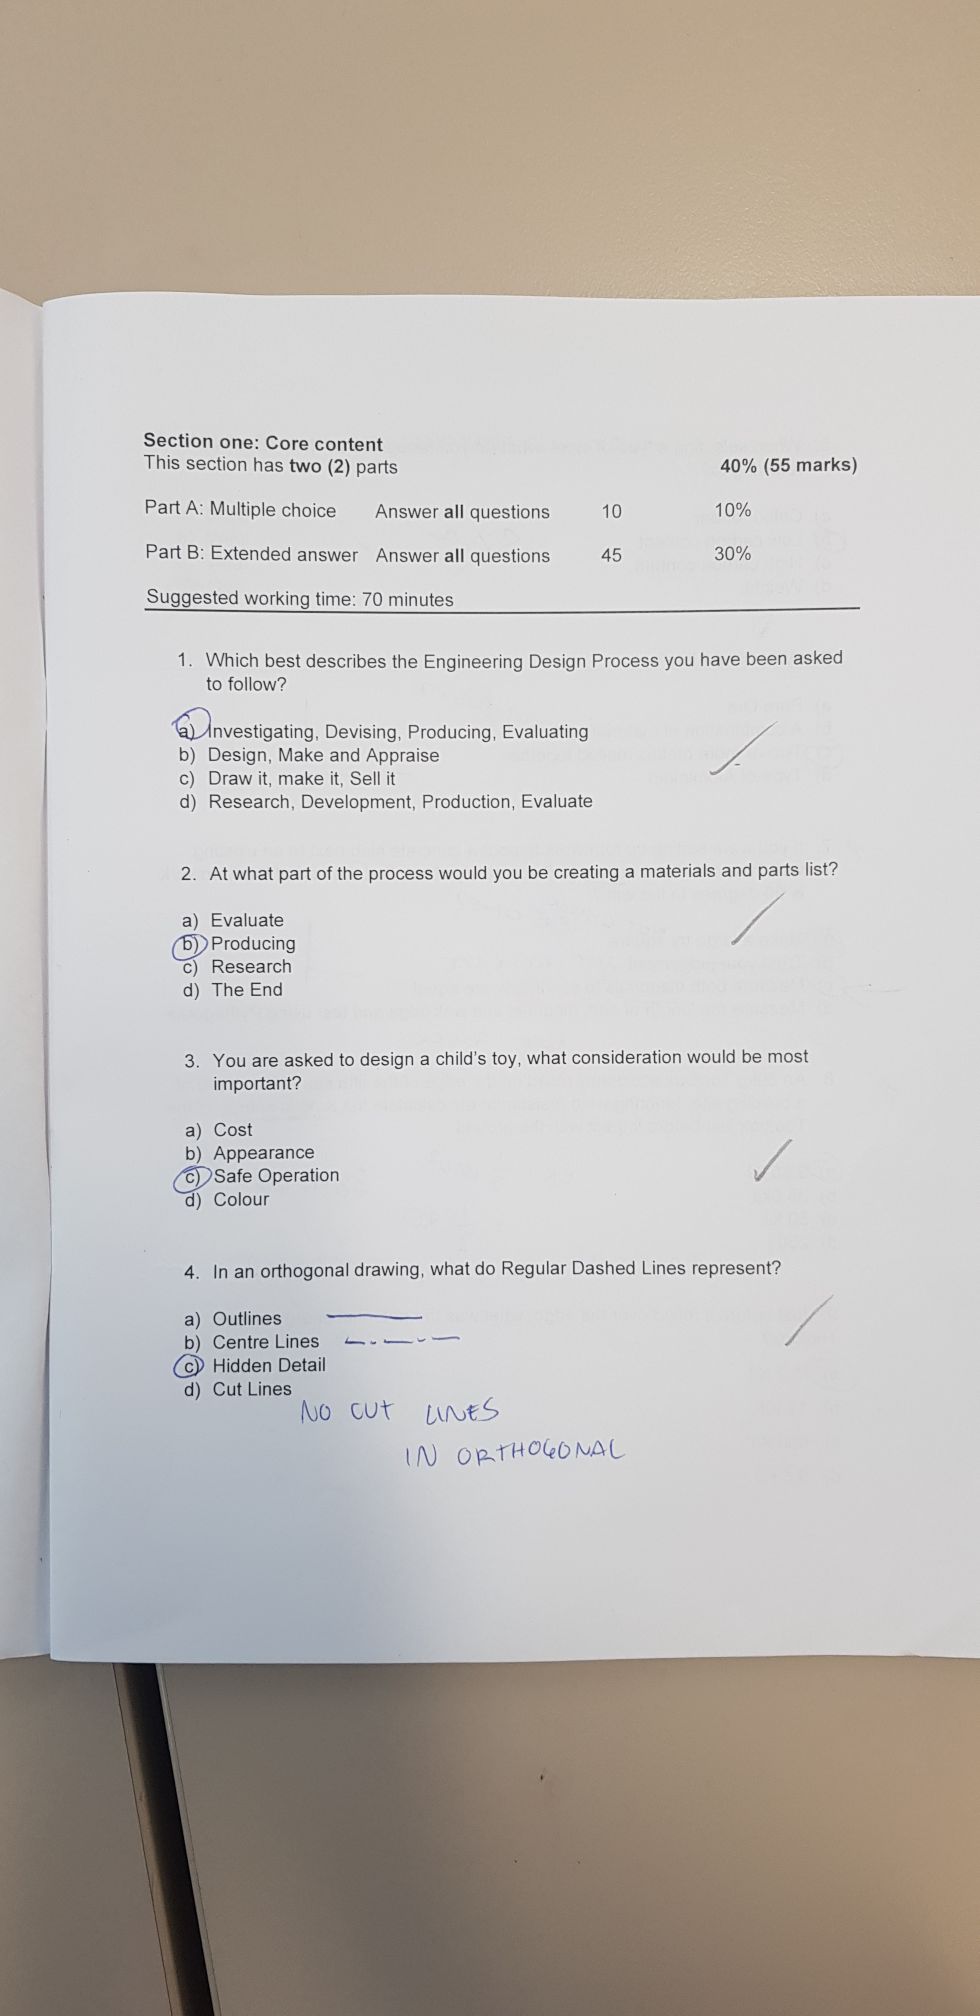 Section one: Core content
This section has two (2) parts 40% (55 marks)
Part A: Multiple choice Answer all questions 10 10%
Part B: Extended answer Answer all questions 45 30%
Suggested working time: 70 minutes
1. Which best describes the Engineering Design Process you have been asked
to follow?
a) Investigating, Devising, Producing, Evaluating
b) Design, Make and Appraise
c) Draw it, make it, Sell it
d) Research, Development, Production, Evaluate
2. At what part of the process would you be creating a materials and parts list?
a) Evaluate
b) Producing
c) Research
d) The End
3. You are asked to design a child's toy, what consideration would be most
important?
a) Cost
b) Appearance
c) Safe Operation
d) Colour
4. In an orthogonal drawing, what do Regular Dashed Lines represent?
a) Outlines
b) Centre Lines
c) Hidden Detail
d) Cut Lines
NO CUT LINES
IN ORTHOGONAL